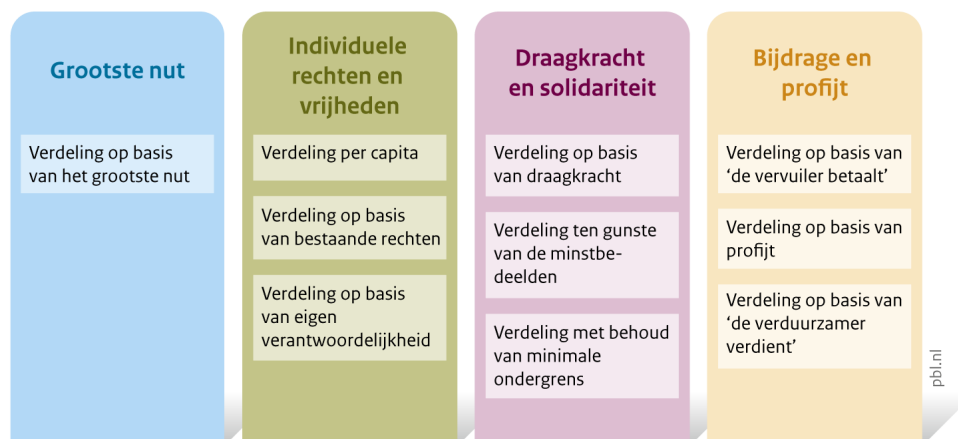 Grootste nut
Verdeling op basis
van het grootste nut
Individuele
rechten en
vrijheden
Verdeling per capita
Verdeling op basis
van bestaande rechten
Verdeling op basis
van eigen
verantwoordelijkheid
Draagkracht
en solidariteit
Verdeling op basis
van draagkracht
Verdeling ten gunste
van de minstbe-
deelden
Verdeling met behoud
van minimale
ondergrens
Bijdrage en
profijt
Verdeling op basis van
‘de vervuiler betaalt’
Verdeling op basis van
profijt
Verdeling op basis van
‘de verduurzamer
verdient’
pbl.nl